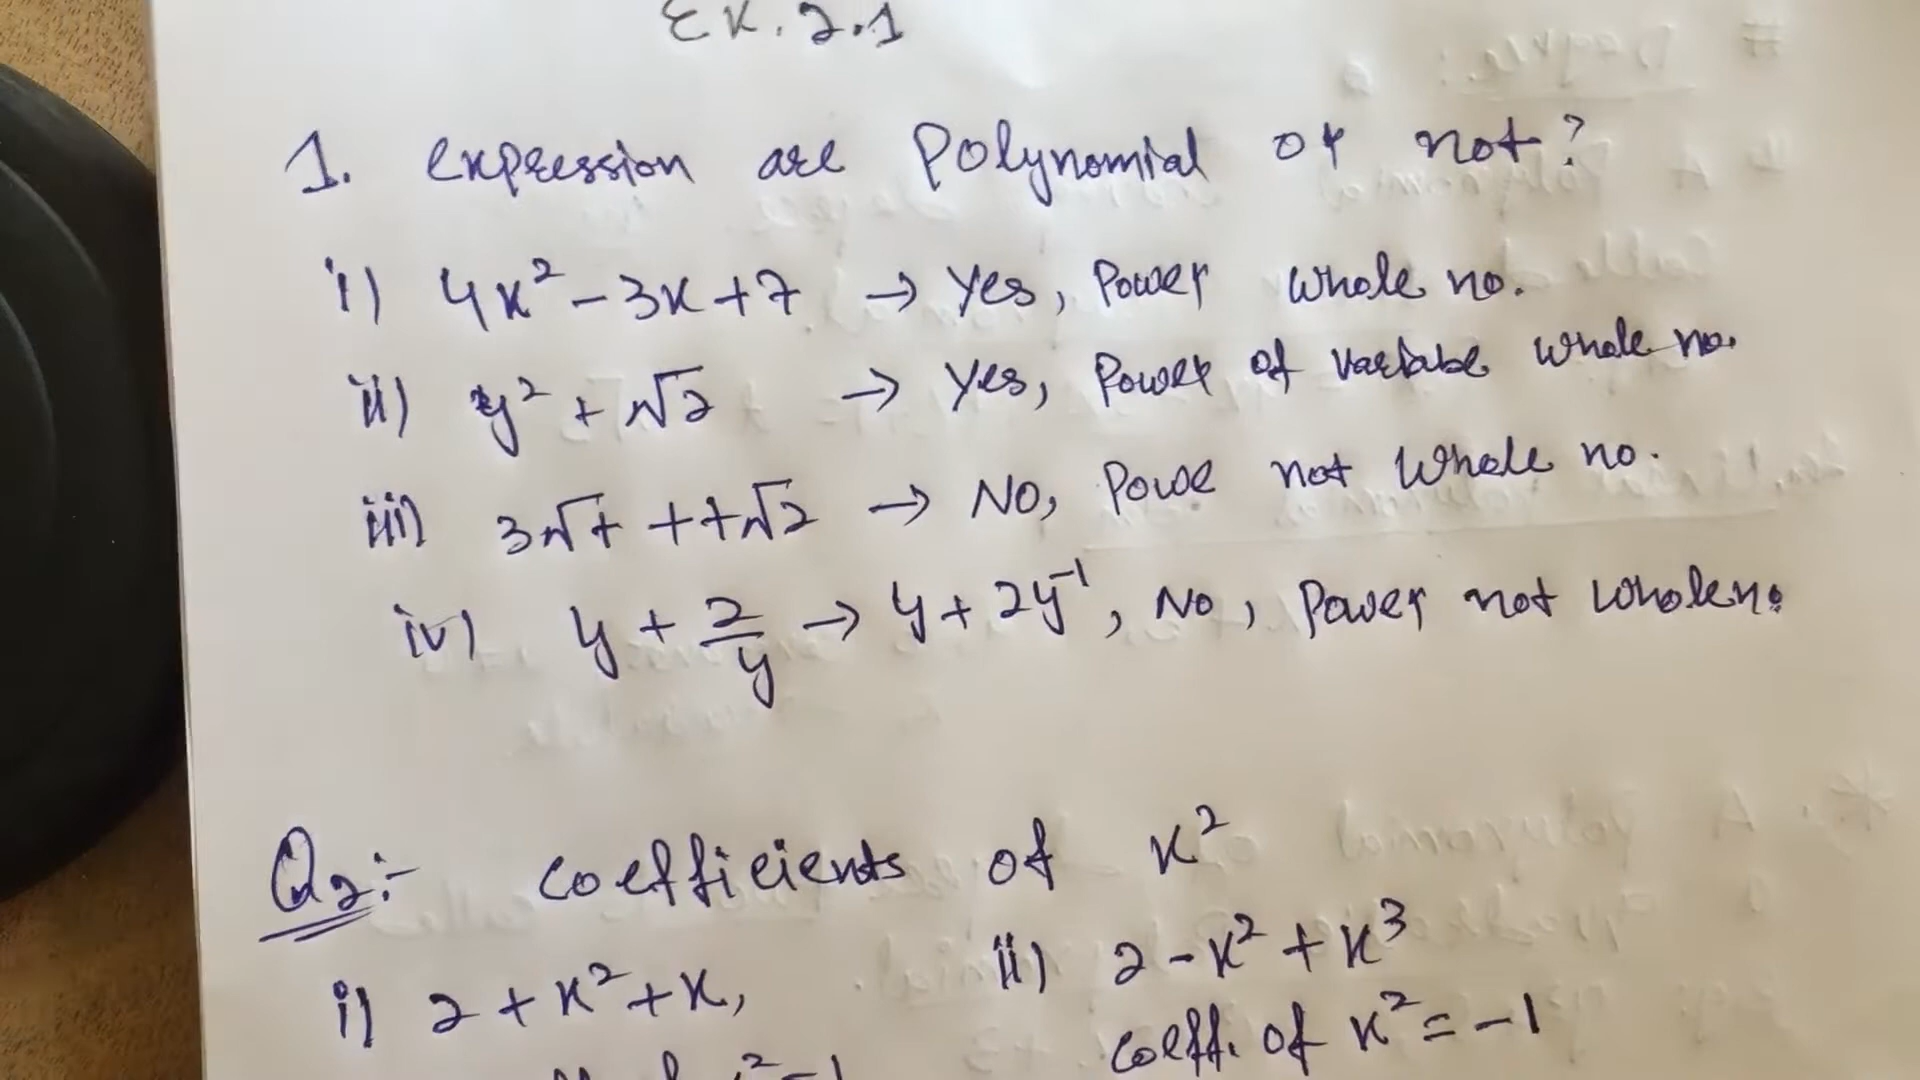 Ex. 2.1
1. expression are Polynomial or not?
i) 4x² - 3x + 7 → Yes, Power whole no.
ii) y² + √2 → Yes, Power of variabe whole no.
iii) 3√t + t√2 → No, Powe not whole no.
iv) y + 2/y → y + 2y⁻¹, No, Power not whole no.
Q2:- coefficients of x²
i) 2 + x² + x, ii) 2 - x² + x³
coeff. of x² = -1